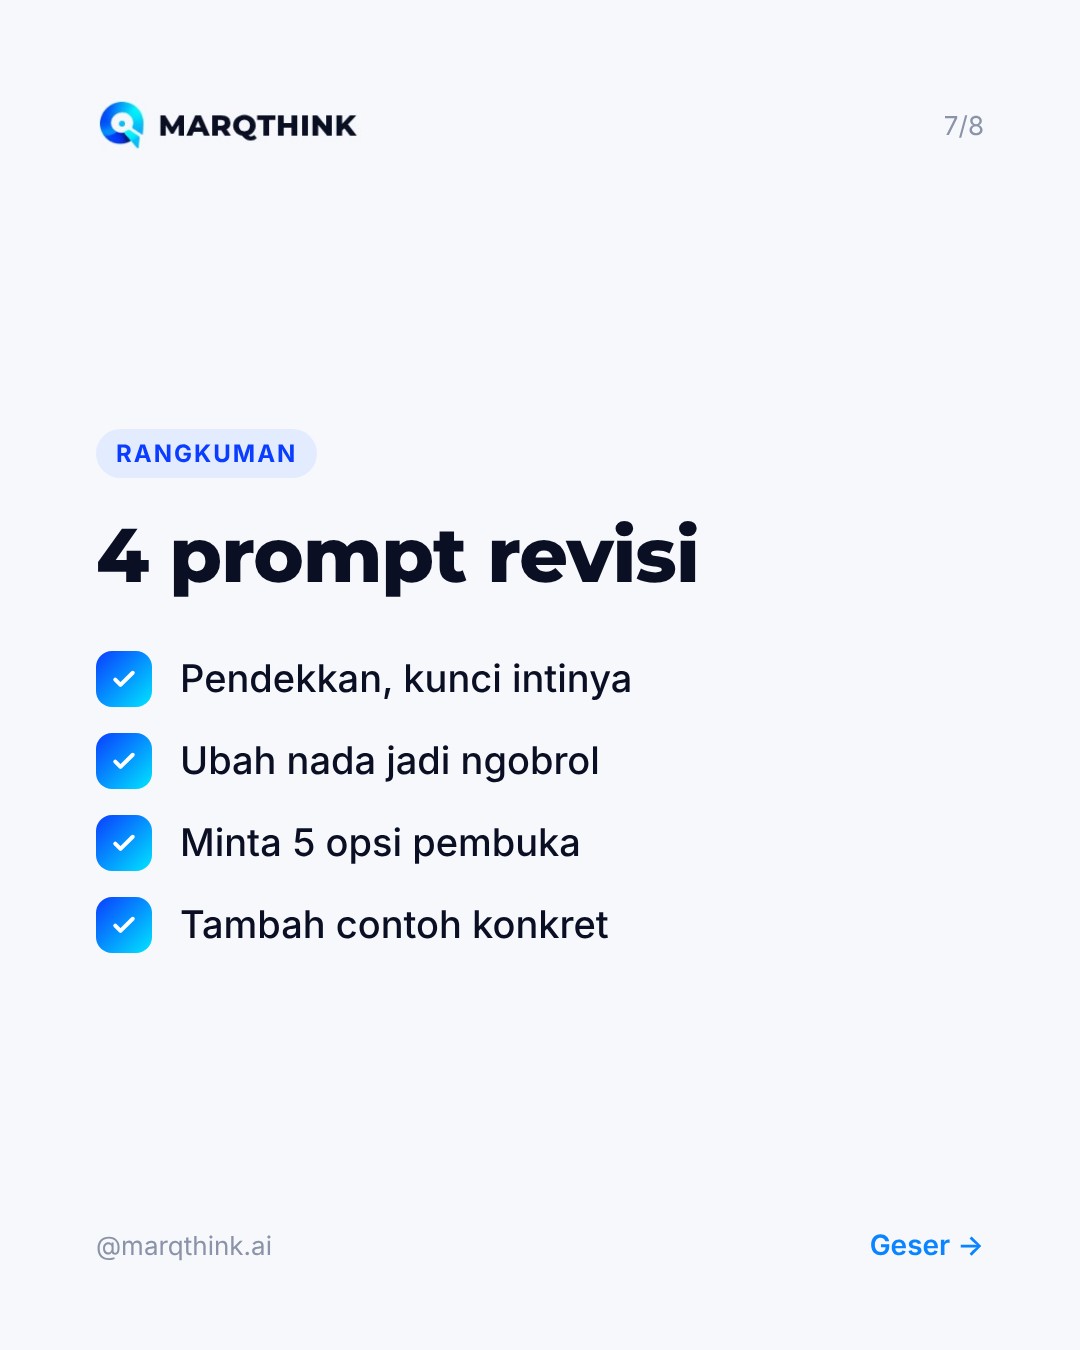 MARQTHINK
7/8
RANGKUMAN
4 prompt revisi
Pendekkan, kunci intinya
Ubah nada jadi ngobrol
Minta 5 opsi pembuka
Tambah contoh konkret
@marqthink.ai
Geser →